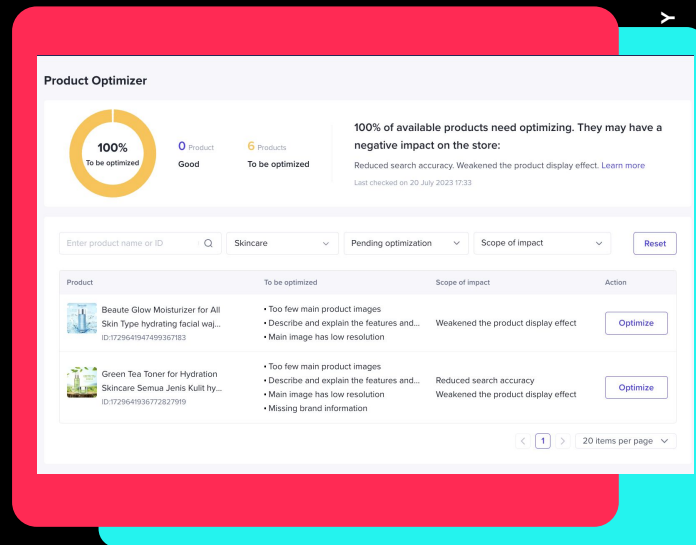 Product Optimizer
100%
To be optimized
0 Product
Good
6 Products
To be optimized
100% of available products need optimizing. They may have a
negative impact on the store:
Reduced search accuracy. Weakened the product display effect. Learn more
Last checked on 20 July 2023 17:33
Enter product name or ID
Skincare
Pending optimization
Scope of impact
Reset
Product
To be optimized
Scope of impact
Action
Beaute Glow Moisturizer for All
Skin Type hydrating facial waj...
ID:1729641947499367183
• Too few main product images
• Describe and explain the features and...
• Main image has low resolution
Weakened the product display effect
Optimize
Green Tea Toner for Hydration
Skincare Semua Jenis Kulit hy...
ID:1729641936772827919
• Too few main product images
• Describe and explain the features and...
• Main image has low resolution
• Missing brand information
Reduced search accuracy
Weakened the product display effect
Optimize
1
20 items per page